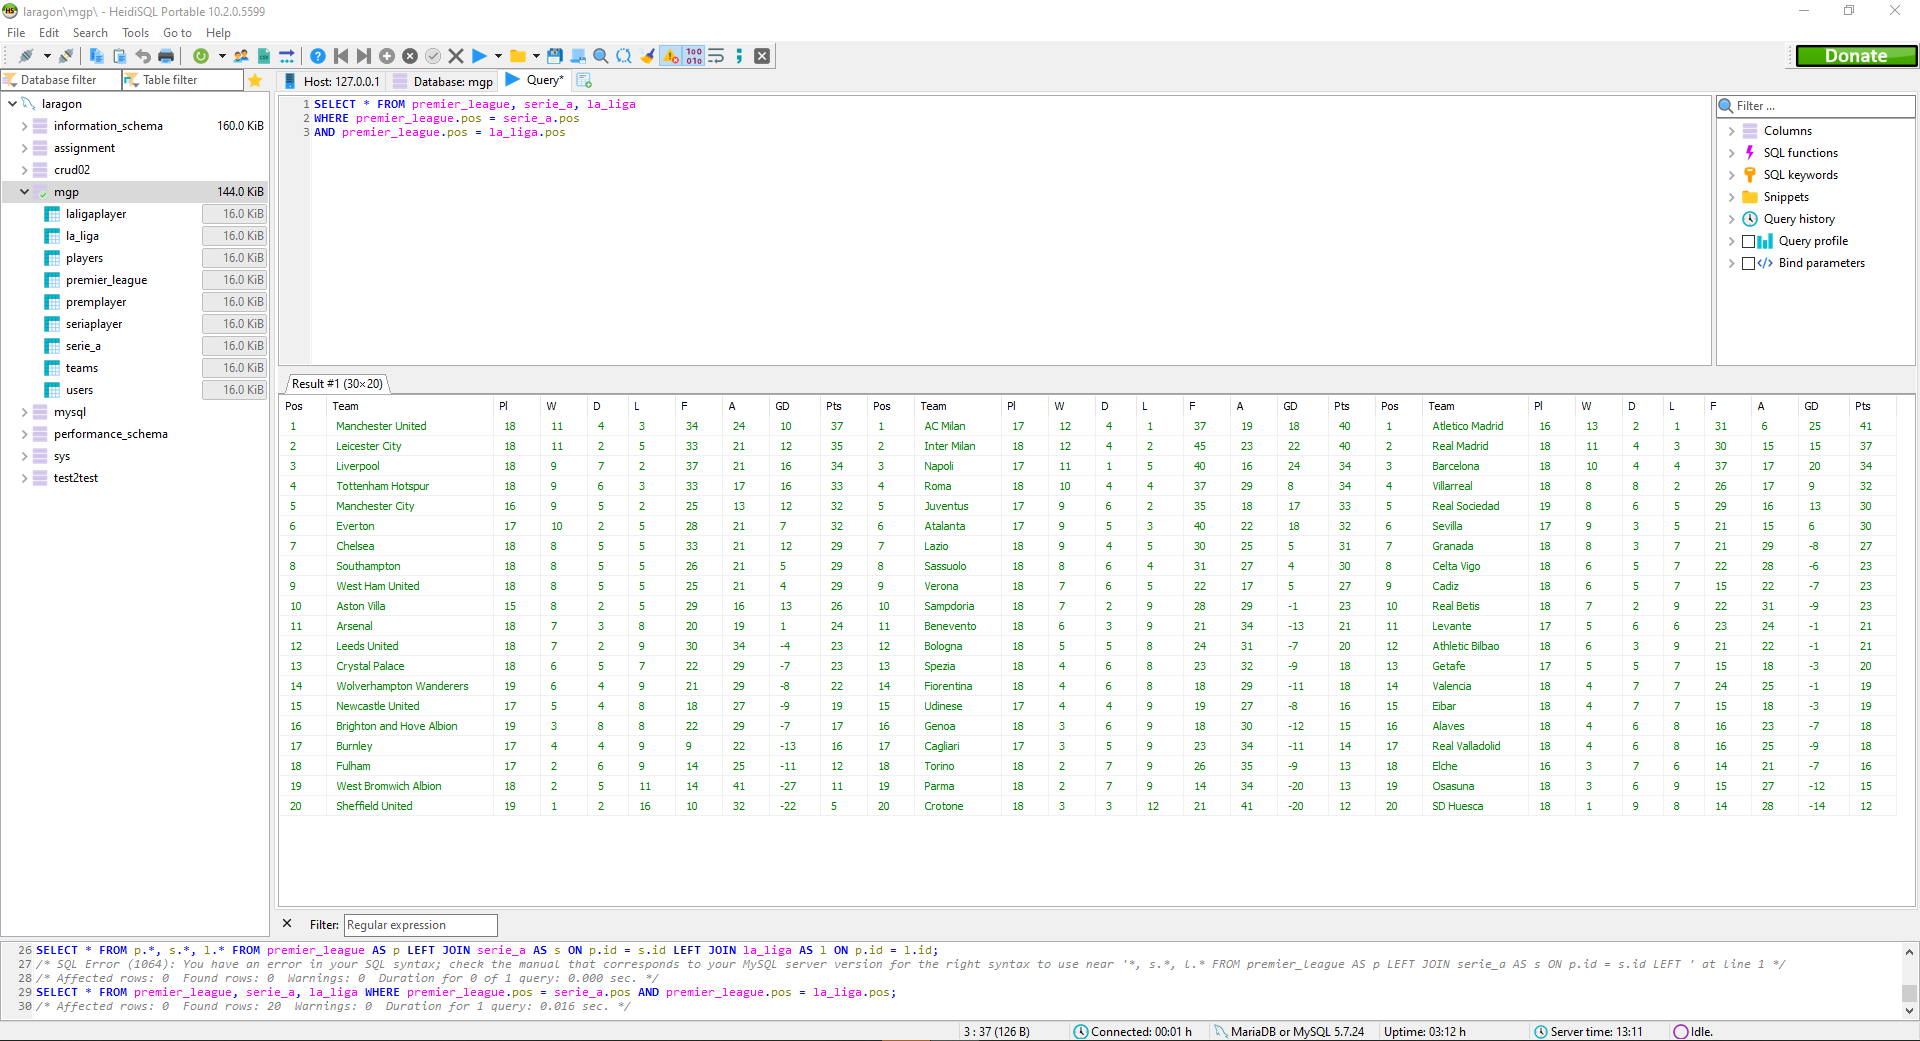 laragon\mgp\ - HeidiSQL Portable 10.2.0.5599
File Edit Search Tools Go to Help
Donate
Database filter Table filter Host: 127.0.0.1 Database: mgp Query*
laragon
information_schema 160.0 KiB
assignment
crud02
mgp 144.0 KiB
laligaplayer 16.0 KiB
la_liga 16.0 KiB
players 16.0 KiB
premier_league 16.0 KiB
premplayer 16.0 KiB
seriaplayer 16.0 KiB
serie_a 16.0 KiB
teams 16.0 KiB
users 16.0 KiB
mysql
performance_schema
sys
test2test
1 SELECT * FROM premier_league, serie_a, la_liga
2 WHERE premier_league.pos = serie_a.pos
3 AND premier_league.pos = la_liga.pos
Filter ...
Columns
SQL functions
SQL keywords
Snippets
Query history
Query profile
Bind parameters
Result #1 (30×20)
Pos Team Pl W D L F A GD Pts Pos Team Pl W D L F A GD Pts Pos Team Pl W D L F A GD Pts
1 Manchester United 18 11 4 3 34 24 10 37 1 AC Milan 17 12 4 1 37 19 18 40 1 Atletico Madrid 16 13 2 1 31 6 25 41
2 Leicester City 18 11 2 5 33 21 12 35 2 Inter Milan 18 12 4 2 45 23 22 40 2 Real Madrid 18 11 4 3 30 15 15 37
3 Liverpool 18 9 7 2 37 21 16 34 3 Napoli 17 11 1 5 40 16 24 34 3 Barcelona 18 10 4 4 37 17 20 34
4 Tottenham Hotspur 18 9 6 3 33 17 16 33 4 Roma 18 10 4 4 37 29 8 34 4 Villarreal 18 8 8 2 26 17 9 32
5 Manchester City 16 9 5 2 25 13 12 32 5 Juventus 17 9 6 2 35 18 17 33 5 Real Sociedad 19 8 6 5 29 16 13 30
6 Everton 17 10 2 5 28 21 7 32 6 Atalanta 17 9 5 3 40 22 18 32 6 Sevilla 17 9 3 5 21 15 6 30
7 Chelsea 18 8 5 5 33 21 12 29 7 Lazio 18 9 4 5 30 25 5 31 7 Granada 18 8 3 7 21 29 -8 27
8 Southampton 18 8 5 5 26 21 5 29 8 Sassuolo 18 8 6 4 31 27 4 30 8 Celta Vigo 18 6 5 7 22 28 -6 23
9 West Ham United 18 8 5 5 25 21 4 29 9 Verona 18 7 6 5 22 17 5 27 9 Cadiz 18 6 5 7 15 22 -7 23
10 Aston Villa 15 8 2 5 29 16 13 26 10 Sampdoria 18 7 2 9 28 29 -1 23 10 Real Betis 18 7 2 9 22 31 -9 23
11 Arsenal 18 7 3 8 20 19 1 24 11 Benevento 18 6 3 9 21 34 -13 21 11 Levante 17 5 6 6 23 24 -1 21
12 Leeds United 18 7 2 9 30 34 -4 23 12 Bologna 18 5 5 8 24 31 -7 20 12 Athletic Bilbao 18 6 3 9 21 22 -1 21
13 Crystal Palace 18 6 5 7 22 29 -7 23 13 Spezia 18 4 6 8 23 32 -9 18 13 Getafe 17 5 5 7 15 18 -3 20
14 Wolverhampton Wanderers 19 6 4 9 21 29 -8 22 14 Fiorentina 18 4 6 8 18 29 -11 18 14 Valencia 18 4 7 7 24 25 -1 19
15 Newcastle United 17 5 4 8 18 27 -9 19 15 Udinese 17 4 4 9 19 27 -8 16 15 Eibar 18 4 7 7 15 18 -3 19
16 Brighton and Hove Albion 19 3 8 8 22 29 -7 17 16 Genoa 18 3 6 9 18 30 -12 15 16 Alaves 18 4 6 8 16 23 -7 18
17 Burnley 17 4 4 9 9 22 -13 16 17 Cagliari 17 3 5 9 23 34 -11 14 17 Real Valladolid 18 4 6 8 16 25 -9 18
18 Fulham 17 2 6 9 14 25 -11 12 18 Torino 18 2 7 9 26 35 -9 13 18 Elche 16 3 7 6 14 21 -7 16
19 West Bromwich Albion 18 2 5 11 14 41 -27 11 19 Parma 18 2 7 9 14 34 -20 13 19 Osasuna 18 3 6 9 15 27 -12 15
20 Sheffield United 19 1 2 16 10 32 -22 5 20 Crotone 18 3 3 12 21 41 -20 12 20 SD Huesca 18 1 9 8 14 28 -14 12
Filter: Regular expression
26 SELECT * FROM p.*, s.*, l.* FROM premier_league AS p LEFT JOIN serie_a AS s ON p.id = s.id LEFT JOIN la_liga AS l ON p.id = l.id;
27 /* SQL Error (1064): You have an error in your SQL syntax; check the manual that corresponds to your MySQL server version for the right syntax to use near '*, s.*, l.* FROM premier_league AS p LEFT JOIN serie_a AS s ON p.id = s.id LEFT ' at line 1 */
28 /* Affected rows: 0 Found rows: 0 Warnings: 0 Duration for 0 of 1 query: 0.000 sec. */
29 SELECT * FROM premier_league, serie_a, la_liga WHERE premier_league.pos = serie_a.pos AND premier_league.pos = la_liga.pos;
30 /* Affected rows: 0 Found rows: 20 Warnings: 0 Duration for 1 query: 0.016 sec. */
3 : 37 (126 B) Connected: 00:01 h MariaDB or MySQL 5.7.24 Uptime: 03:12 h Server time: 13:11 Idle.